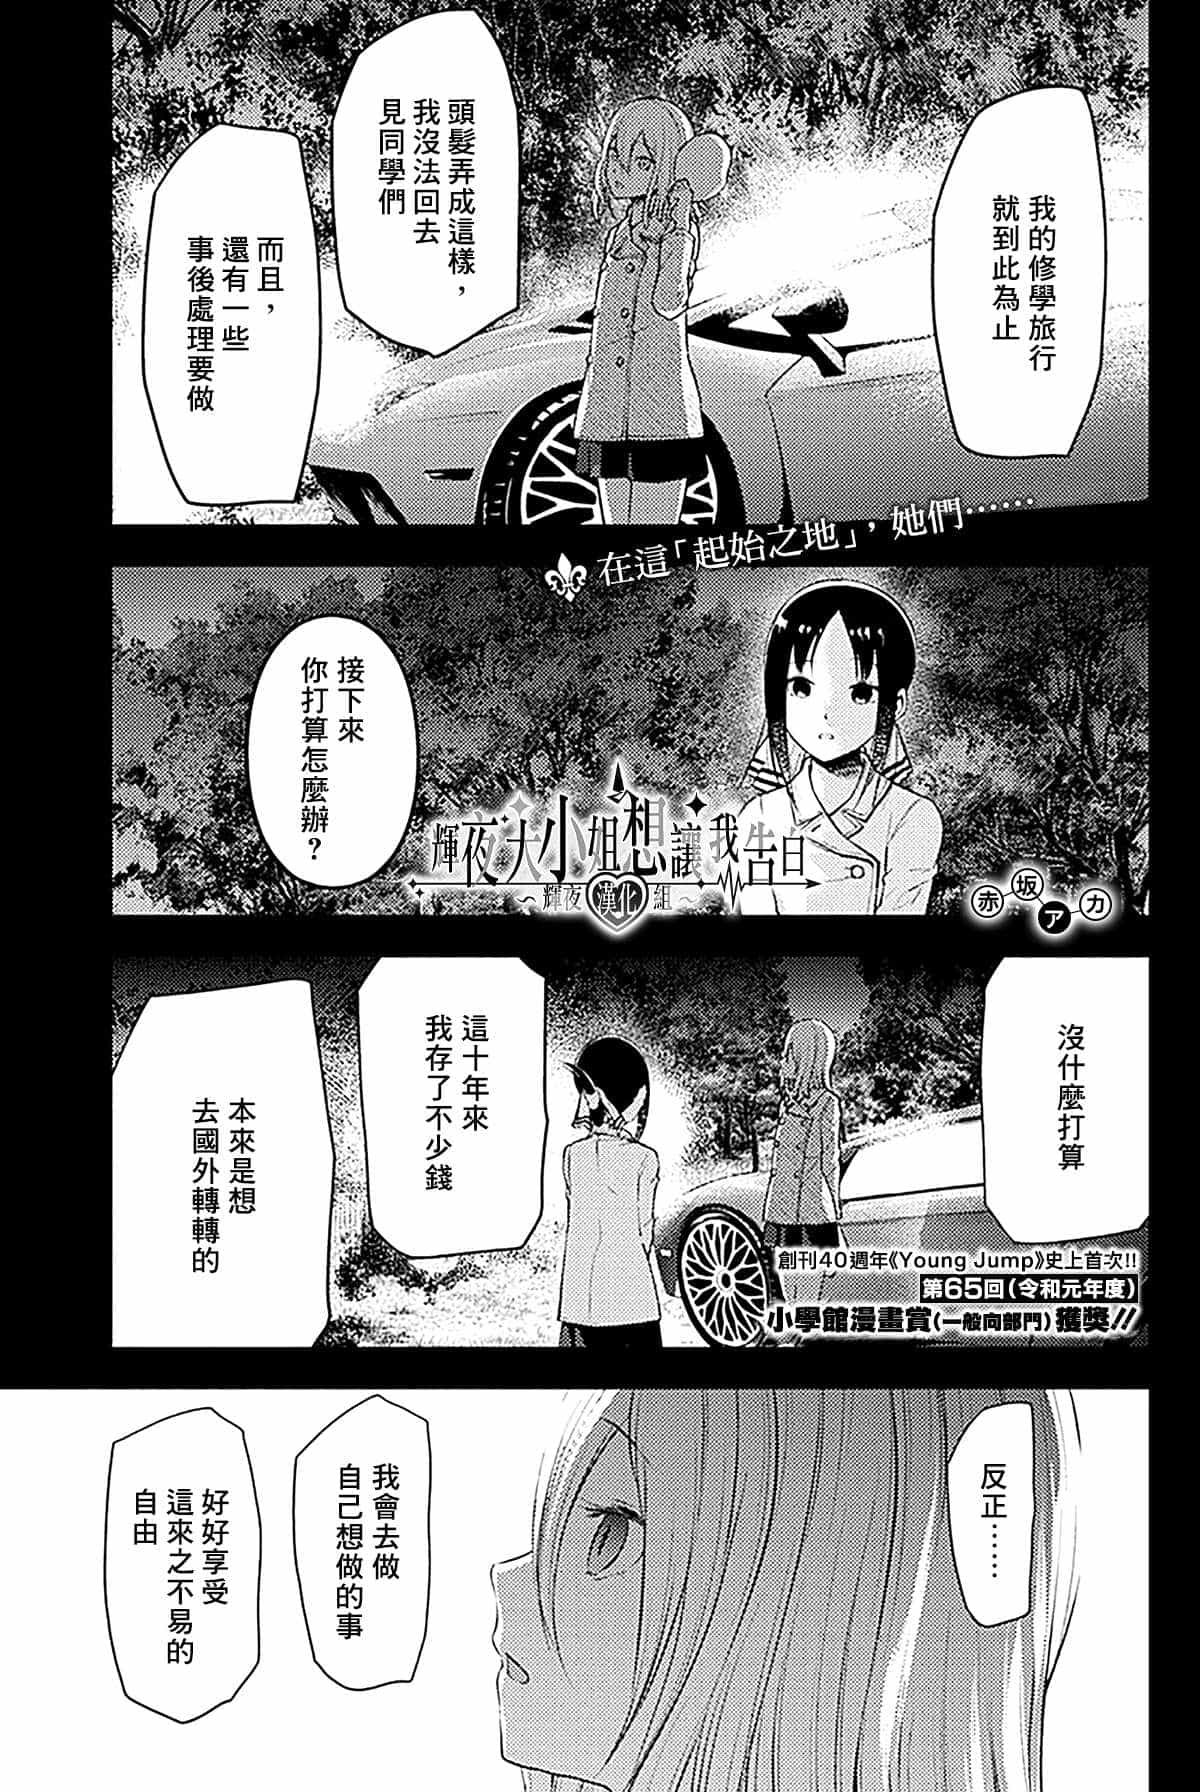 我的修學旅行
就到此為止
頭髮弄成這樣，
我沒法回去
見同學們
而且，
還有一些
事後處理要做
在這「起始之地」，她們……
接下來
你打算怎麼辦？
輝夜大小姐想讓我告白
～輝夜漢化組～
赤坂アカ
沒什麼打算
這十年來
我存了不少錢
本來是想
去國外轉轉的
創刊40週年《Young Jump》史上首次!!
第65回(令和元年度)
小學館漫畫賞(一般向部門)獲獎!!
反正……
我會去做
自己想做的事
好好享受
這來之不易的
自由